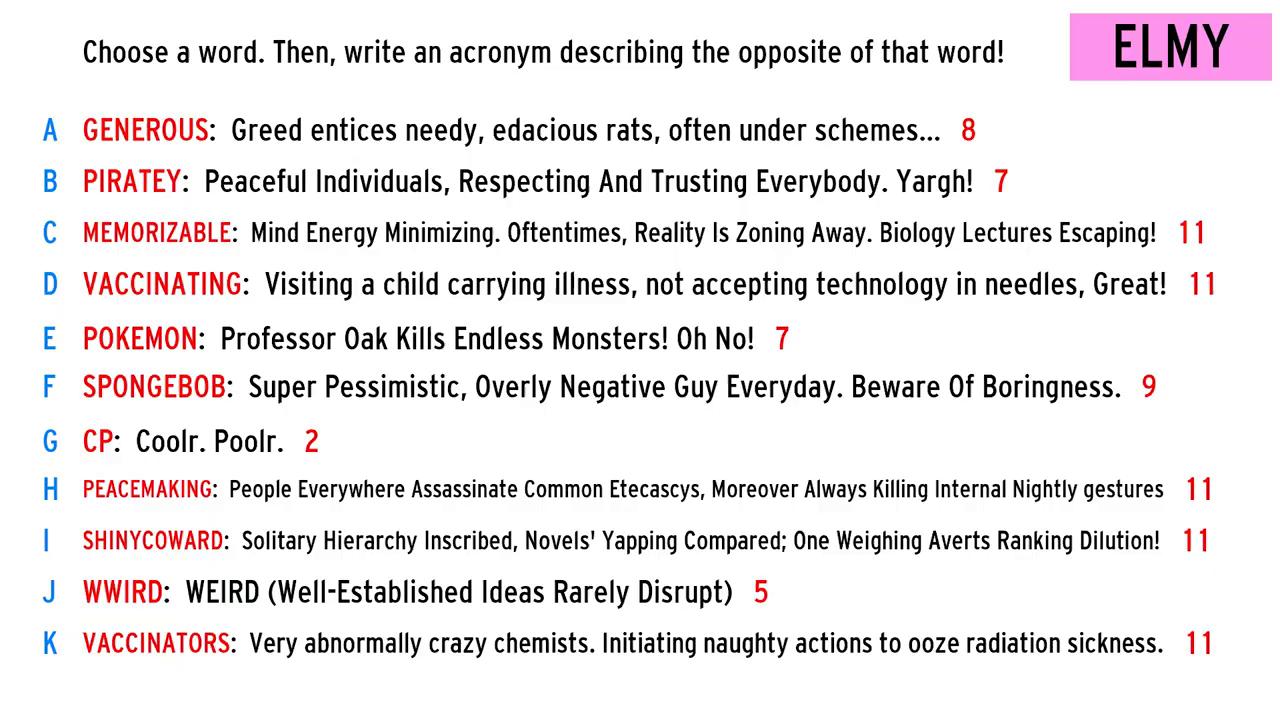 Choose a word. Then, write an acronym describing the opposite of that word!
ELMY
A GENEROUS: Greed entices needy, edacious rats, often under schemes... 8
B PIRATEY: Peaceful Individuals, Respecting And Trusting Everybody. Yargh! 7
C MEMORIZABLE: Mind Energy Minimizing. Oftentimes, Reality Is Zoning Away. Biology Lectures Escaping! 11
D VACCINATING: Visiting a child carrying illness, not accepting technology in needles, Great! 11
E POKEMON: Professor Oak Kills Endless Monsters! Oh No! 7
F SPONGEBOB: Super Pessimistic, Overly Negative Guy Everyday. Beware Of Boringness. 9
G CP: Coolr. Poolr. 2
H PEACEMAKING: People Everywhere Assassinate Common Etecascys, Moreover Always Killing Internal Nightly gestures 11
I SHINYCOWARD: Solitary Hierarchy Inscribed, Novels' Yapping Compared; One Weighing Averts Ranking Dilution! 11
J WWIRD: WEIRD (Well-Established Ideas Rarely Disrupt) 5
K VACCINATORS: Very abnormally crazy chemists. Initiating naughty actions to ooze radiation sickness. 11